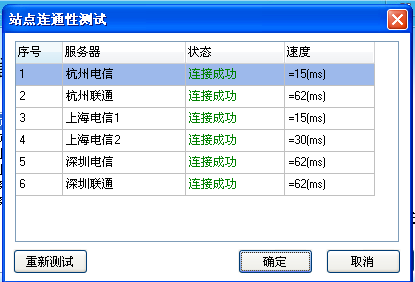 站点连通性测试
序号 服务器 状态 速度
1 杭州电信 连接成功 =15(ms)
2 杭州联通 连接成功 =62(ms)
3 上海电信1 连接成功 =15(ms)
4 上海电信2 连接成功 =30(ms)
5 深圳电信 连接成功 =62(ms)
6 深圳联通 连接成功 =62(ms)
重新测试 确定 取消